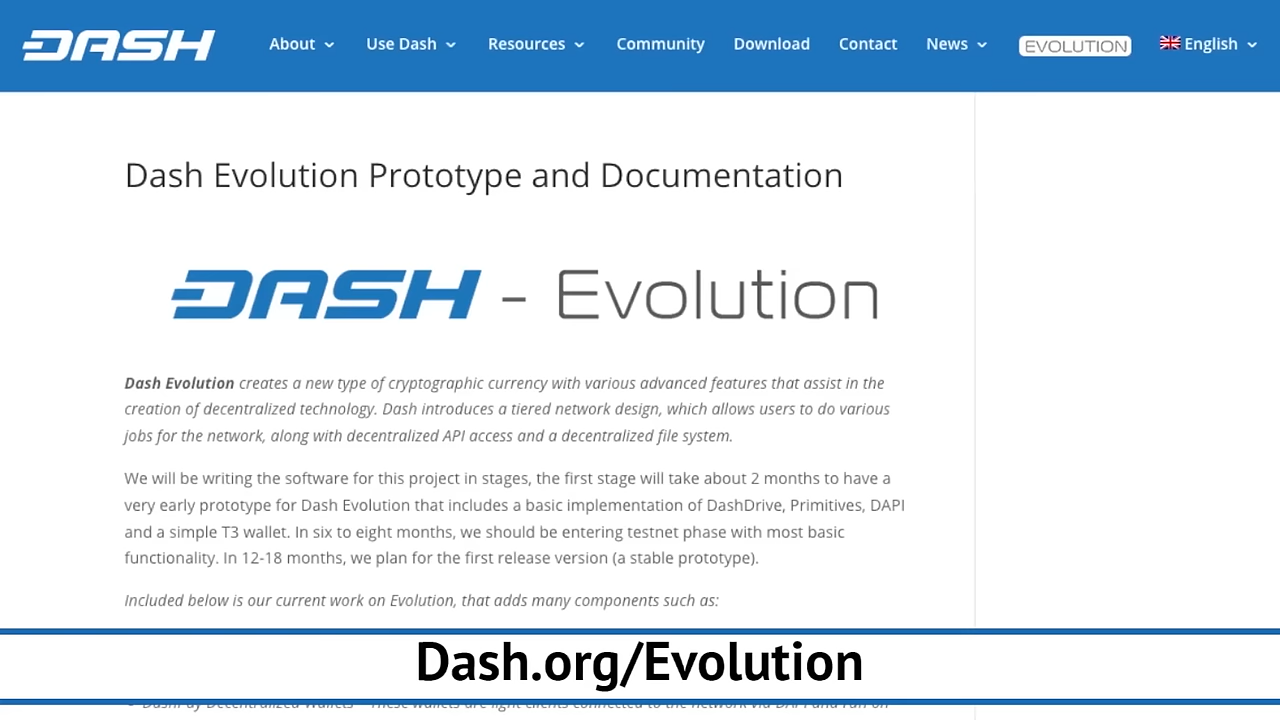 DASH About Use Dash Resources Community Download Contact News EVOLUTION English
Dash Evolution Prototype and Documentation
DASH - Evolution
Dash Evolution creates a new type of cryptographic currency with various advanced features that assist in the
creation of decentralized technology. Dash introduces a tiered network design, which allows users to do various
jobs for the network, along with decentralized API access and a decentralized file system.
We will be writing the software for this project in stages, the first stage will take about 2 months to have a
very early prototype for Dash Evolution that includes a basic implementation of DashDrive, Primitives, DAPI
and a simple T3 wallet. In six to eight months, we should be entering testnet phase with most basic
functionality. In 12-18 months, we plan for the first release version (a stable prototype).
Included below is our current work on Evolution, that adds many components such as:
Dash.org/Evolution